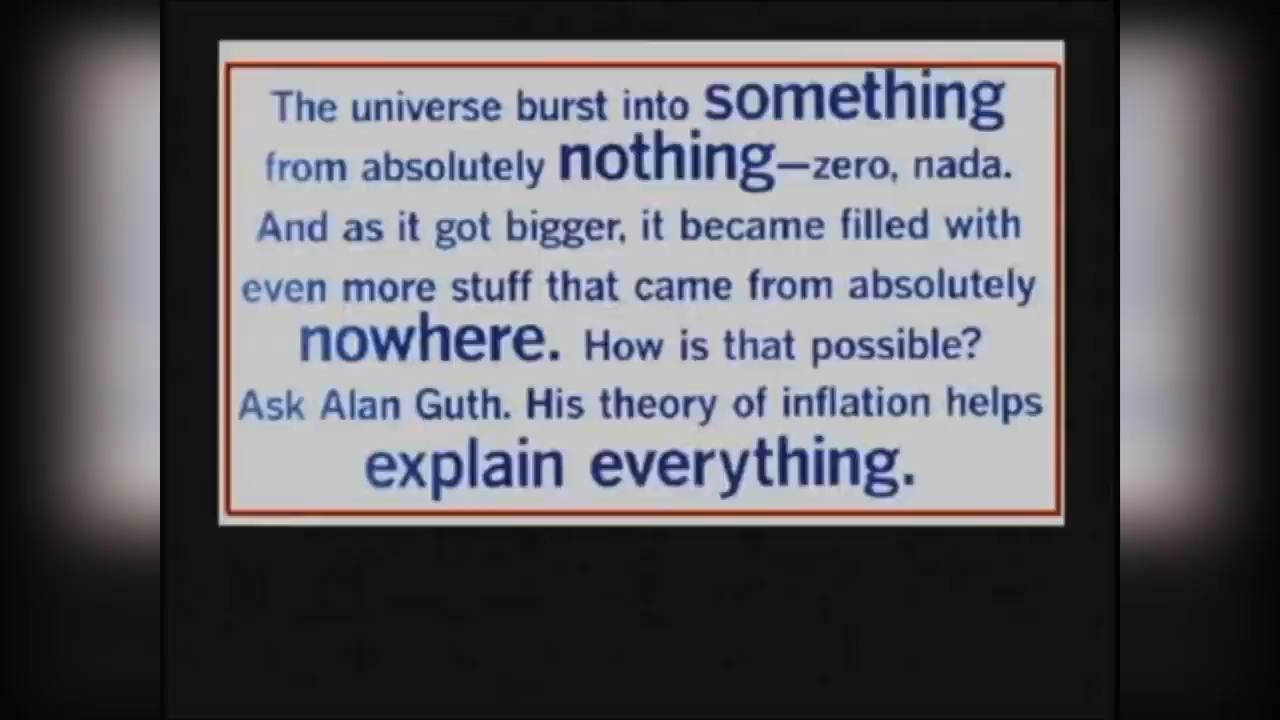 The universe burst into something
from absolutely nothing—zero, nada.
And as it got bigger, it became filled with
even more stuff that came from absolutely
nowhere. How is that possible?
Ask Alan Guth. His theory of inflation helps
explain everything.